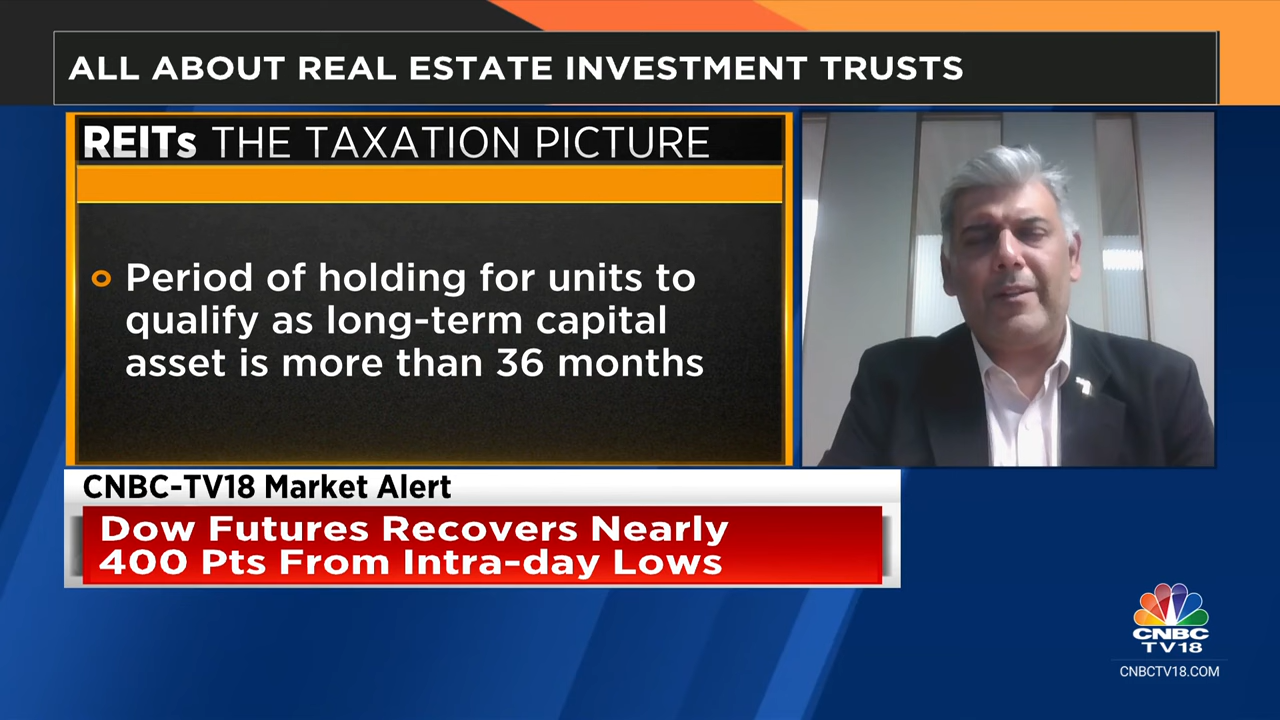 ALL ABOUT REAL ESTATE INVESTMENT TRUSTS
REITs THE TAXATION PICTURE
Period of holding for units to
qualify as long-term capital
asset is more than 36 months
CNBC-TV18 Market Alert
Dow Futures Recovers Nearly
400 Pts From Intra-day Lows
CNBC
TV18
CNBCTV18.COM